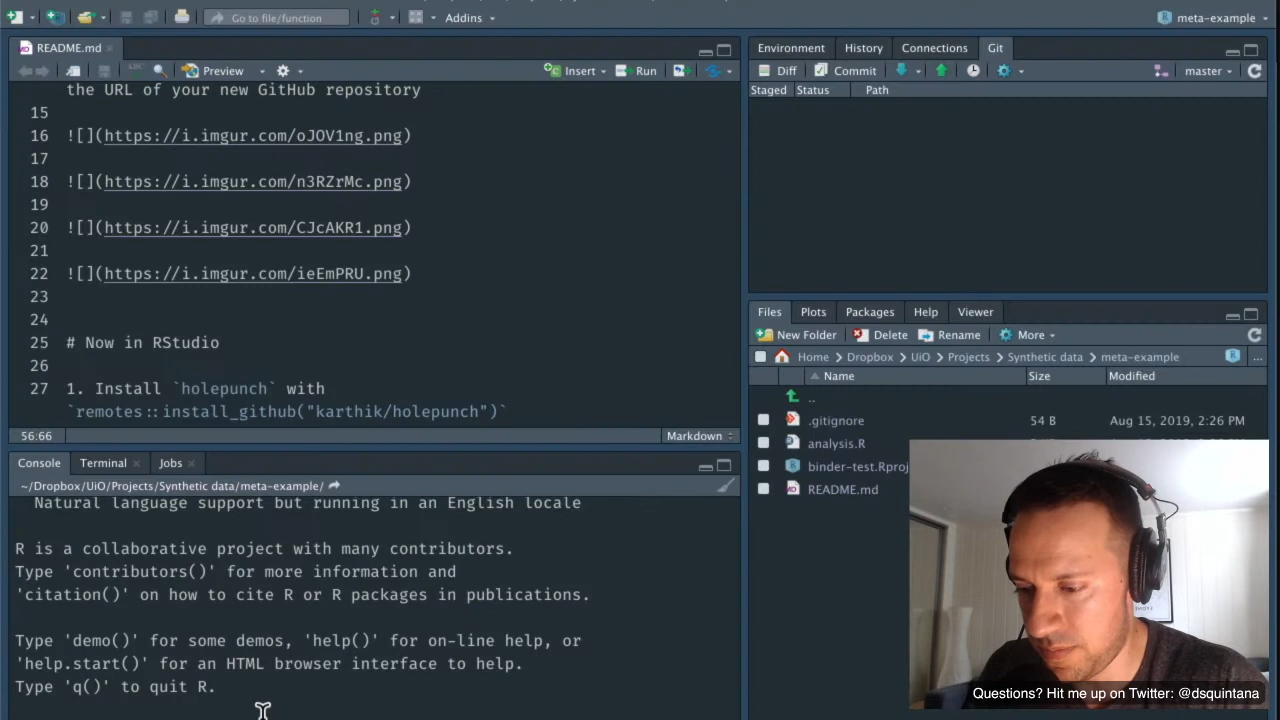 Go to file/function
Addins
meta-example
README.md
Preview
Insert
Run
the URL of your new GitHub repository
15
16 ![](https://i.imgur.com/oJOV1ng.png)
17
18 ![](https://i.imgur.com/n3RZrMc.png)
19
20 ![](https://i.imgur.com/CJcAKR1.png)
21
22 ![](https://i.imgur.com/ieEmPRU.png)
23
24
25 # Now in RStudio
26
27 1. Install `holepunch` with
`remotes::install_github("karthik/holepunch")`
56:66
Markdown
Console
Terminal
Jobs
~/Dropbox/UiO/Projects/Synthetic data/meta-example/
Natural language support but running in an English locale
R is a collaborative project with many contributors.
Type 'contributors()' for more information and
'citation()' on how to cite R or R packages in publications.
Type 'demo()' for some demos, 'help()' for on-line help, or
'help.start()' for an HTML browser interface to help.
Type 'q()' to quit R.
Environment
History
Connections
Git
Diff
Commit
master
Staged Status Path
Files
Plots
Packages
Help
Viewer
New Folder
Delete
Rename
More
Home Dropbox UiO Projects Synthetic data meta-example
...
Name Size Modified
..
.gitignore 54 B Aug 15, 2019, 2:26 PM
analysis.R
binder-test.Rproj
README.md
Questions? Hit me up on Twitter: @dsquintana